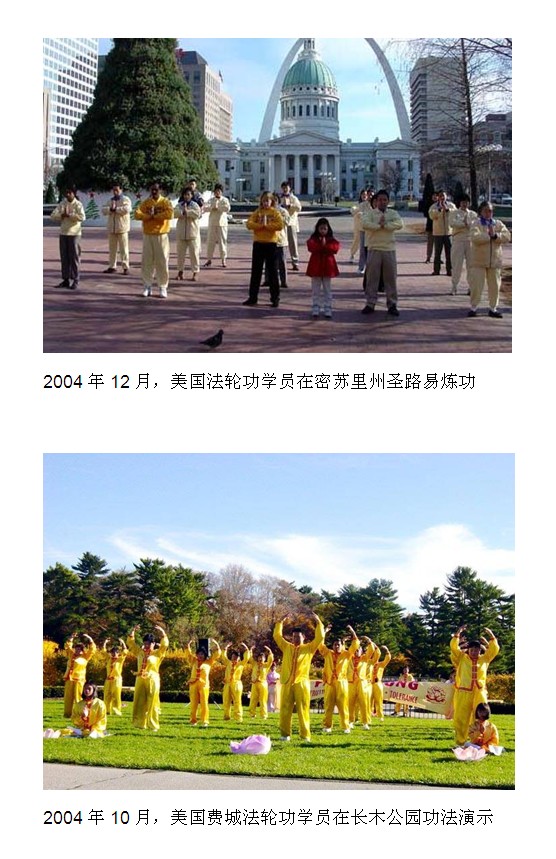 2004 年 12 月，美国法轮功学员在密苏里州圣路易炼功
TOLERANCE
2004 年 10 月，美国费城法轮功学员在长木公园功法演示